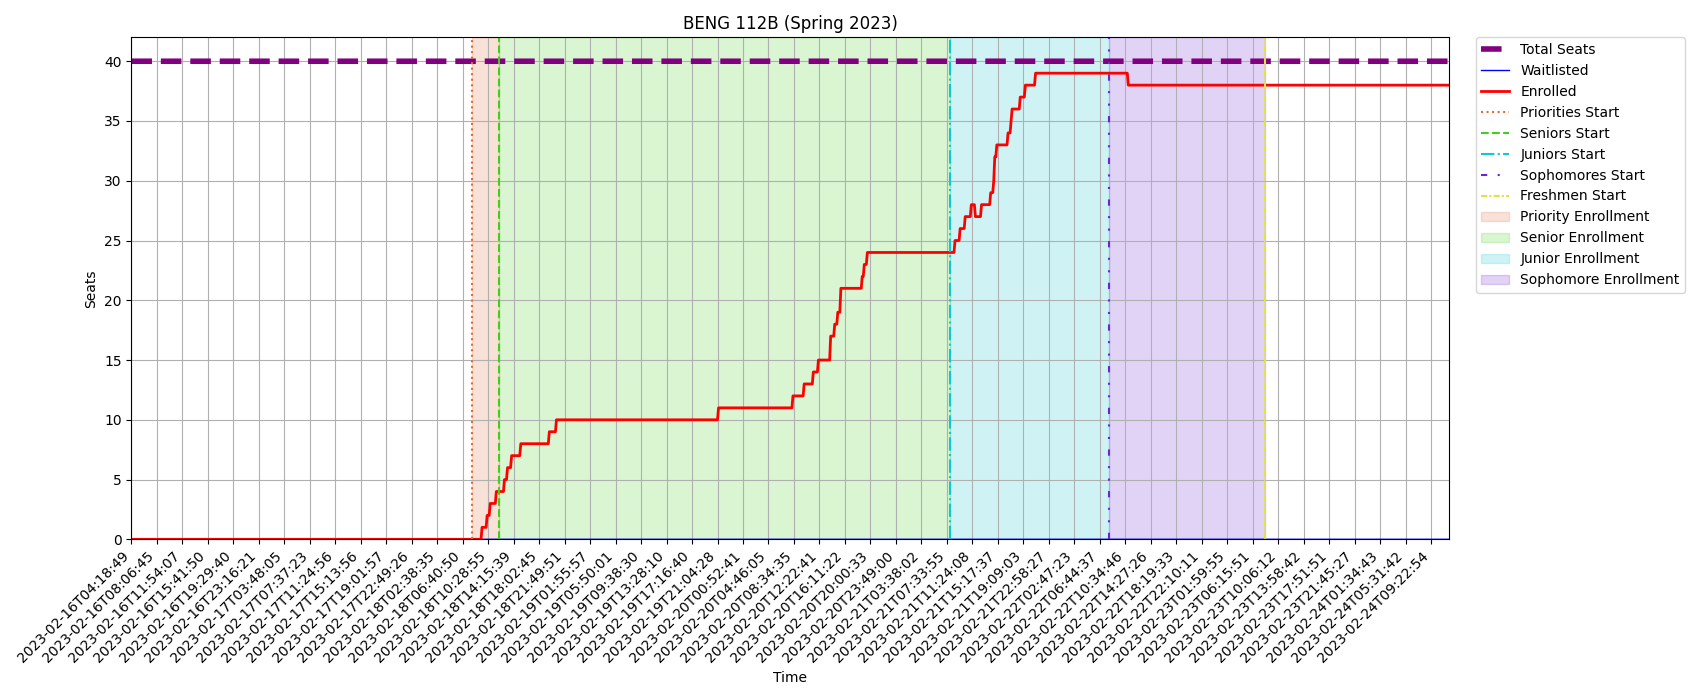 BENG 112B (Spring 2023)
Seats
40
35
30
25
20
15
10
5
0
2023-02-16T04:18:49
2023-02-16T08:06:45
2023-02-16T11:54:07
2023-02-16T15:41:50
2023-02-16T19:29:40
2023-02-16T23:16:21
2023-02-17T03:48:05
2023-02-17T07:37:23
2023-02-17T11:24:56
2023-02-17T15:13:56
2023-02-17T19:01:57
2023-02-17T22:49:26
2023-02-18T02:38:35
2023-02-18T06:40:50
2023-02-18T10:28:55
2023-02-18T14:15:39
2023-02-18T18:02:45
2023-02-18T21:49:51
2023-02-19T01:55:57
2023-02-19T05:50:01
2023-02-19T09:38:30
2023-02-19T13:28:10
2023-02-19T17:16:40
2023-02-19T21:04:28
2023-02-20T00:52:41
2023-02-20T04:46:05
2023-02-20T08:34:35
2023-02-20T12:22:41
2023-02-20T16:11:22
2023-02-20T20:00:33
2023-02-20T23:49:00
2023-02-21T03:38:02
2023-02-21T07:33:55
2023-02-21T11:24:08
2023-02-21T15:17:37
2023-02-21T19:09:03
2023-02-21T22:58:27
2023-02-22T02:47:23
2023-02-22T06:44:37
2023-02-22T10:34:46
2023-02-22T14:27:26
2023-02-22T18:19:33
2023-02-22T22:10:11
2023-02-23T01:59:55
2023-02-23T06:15:51
2023-02-23T10:06:12
2023-02-23T13:58:42
2023-02-23T17:51:51
2023-02-23T21:45:27
2023-02-24T01:34:43
2023-02-24T05:31:42
2023-02-24T09:22:54
Time
Total Seats
Waitlisted
Enrolled
Priorities Start
Seniors Start
Juniors Start
Sophomores Start
Freshmen Start
Priority Enrollment
Senior Enrollment
Junior Enrollment
Sophomore Enrollment